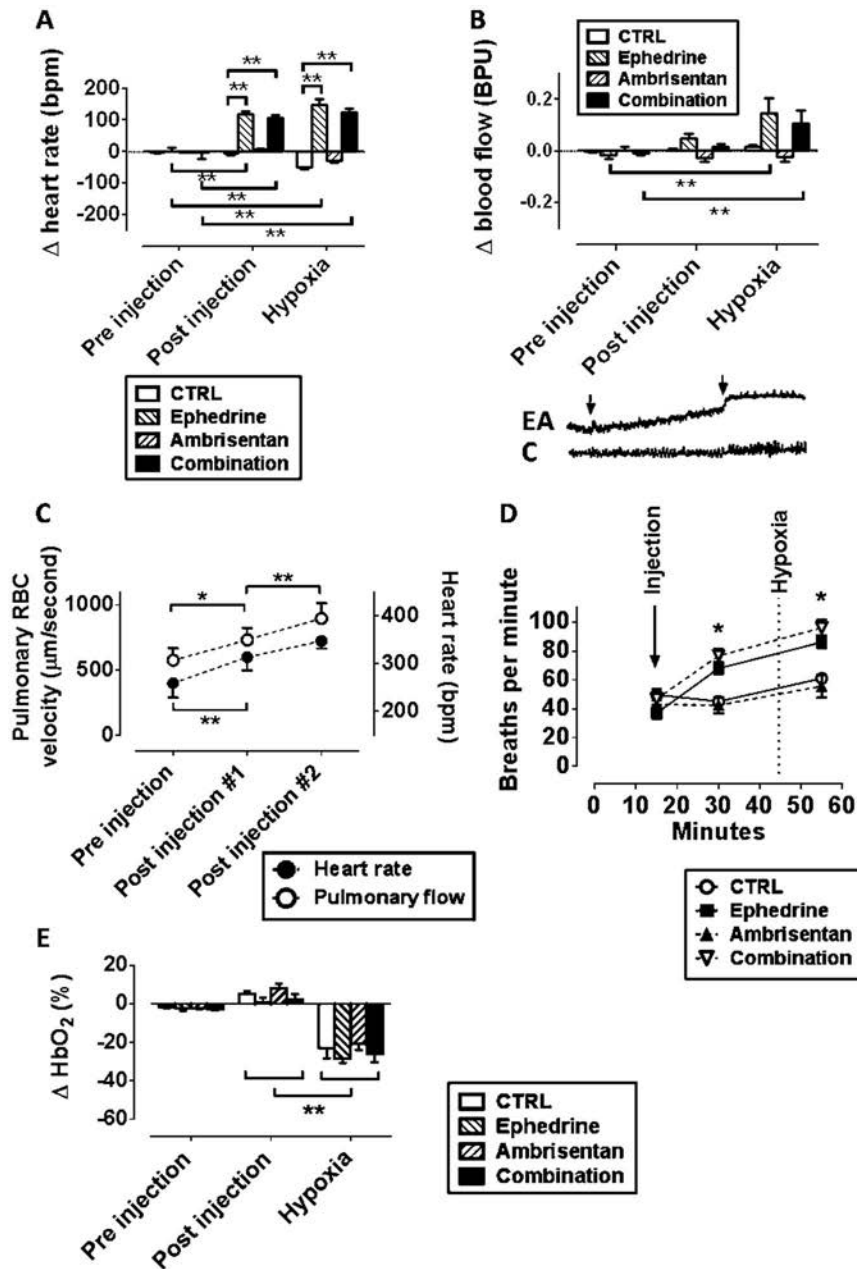 A
Δ heart rate (bpm)
200
100
0
-100
-200
**
**
**
**
**
**
**
**
**
Pre injection
Post injection
Hypoxia
CTRL
Ephedrine
Ambrisentan
Combination
B
CTRL
Ephedrine
Ambrisentan
Combination
Δ blood flow (BPU)
0.2
0.0
-0.2
**
**
Pre injection
Post injection
Hypoxia
EA
C
C
Pulmonary RBC
velocity (μm/second)
1000
500
0
*
**
**
400
300
200
Heart rate
(bpm)
Pre injection
Post injection #1
Post injection #2
Heart rate
Pulmonary flow
D
Injection
Hypoxia
Breaths per minute
100
80
60
40
20
0
*
*
0 10 20 30 40 50 60
Minutes
CTRL
Ephedrine
Ambrisentan
Combination
E
Δ HbO2 (%)
20
0
-20
-40
-60
**
Pre injection
Post injection
Hypoxia
CTRL
Ephedrine
Ambrisentan
Combination